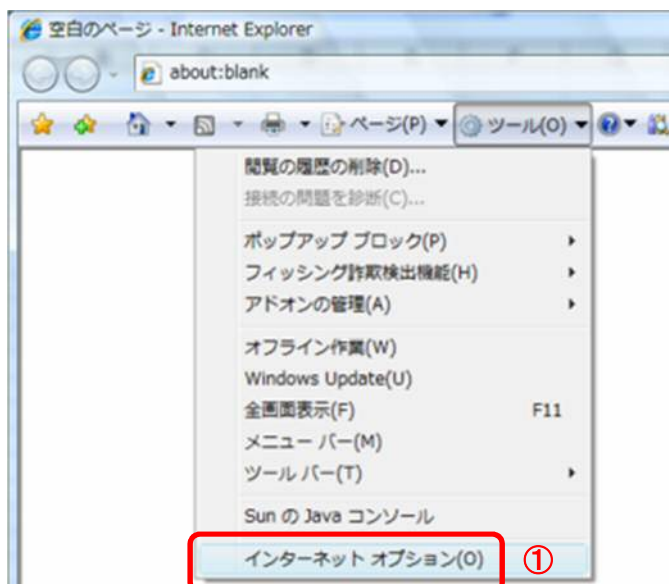 空白のページ - Internet Explorer
about:blank
ページ(P) ツール(O)
閲覧の履歴の削除(D)...
接続の問題を診断(C)...
ポップアップ ブロック(P)
フィッシング詐欺検出機能(H)
アドオンの管理(A)
オフライン作業(W)
Windows Update(U)
全画面表示(F) F11
メニュー バー(M)
ツール バー(T)
Sun の Java コンソール
インターネット オプション(O) ①